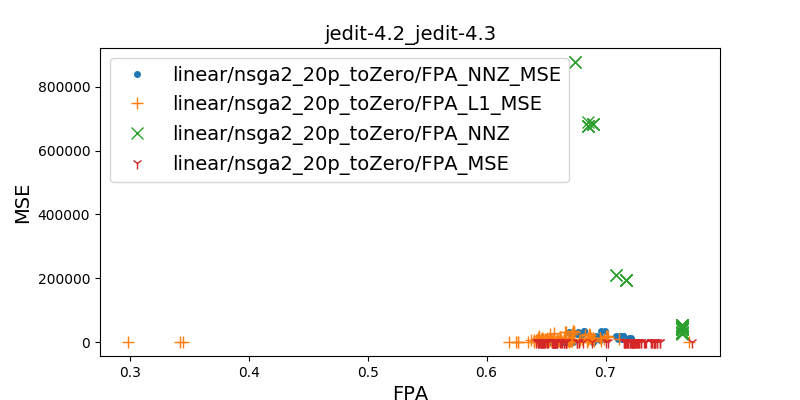 jedit-4.2_jedit-4.3
linear/nsga2_20p_toZero/FPA_NNZ_MSE
linear/nsga2_20p_toZero/FPA_L1_MSE
linear/nsga2_20p_toZero/FPA_NNZ
linear/nsga2_20p_toZero/FPA_MSE
MSE
800000
600000
400000
200000
0
0.3 0.4 0.5 0.6 0.7
FPA